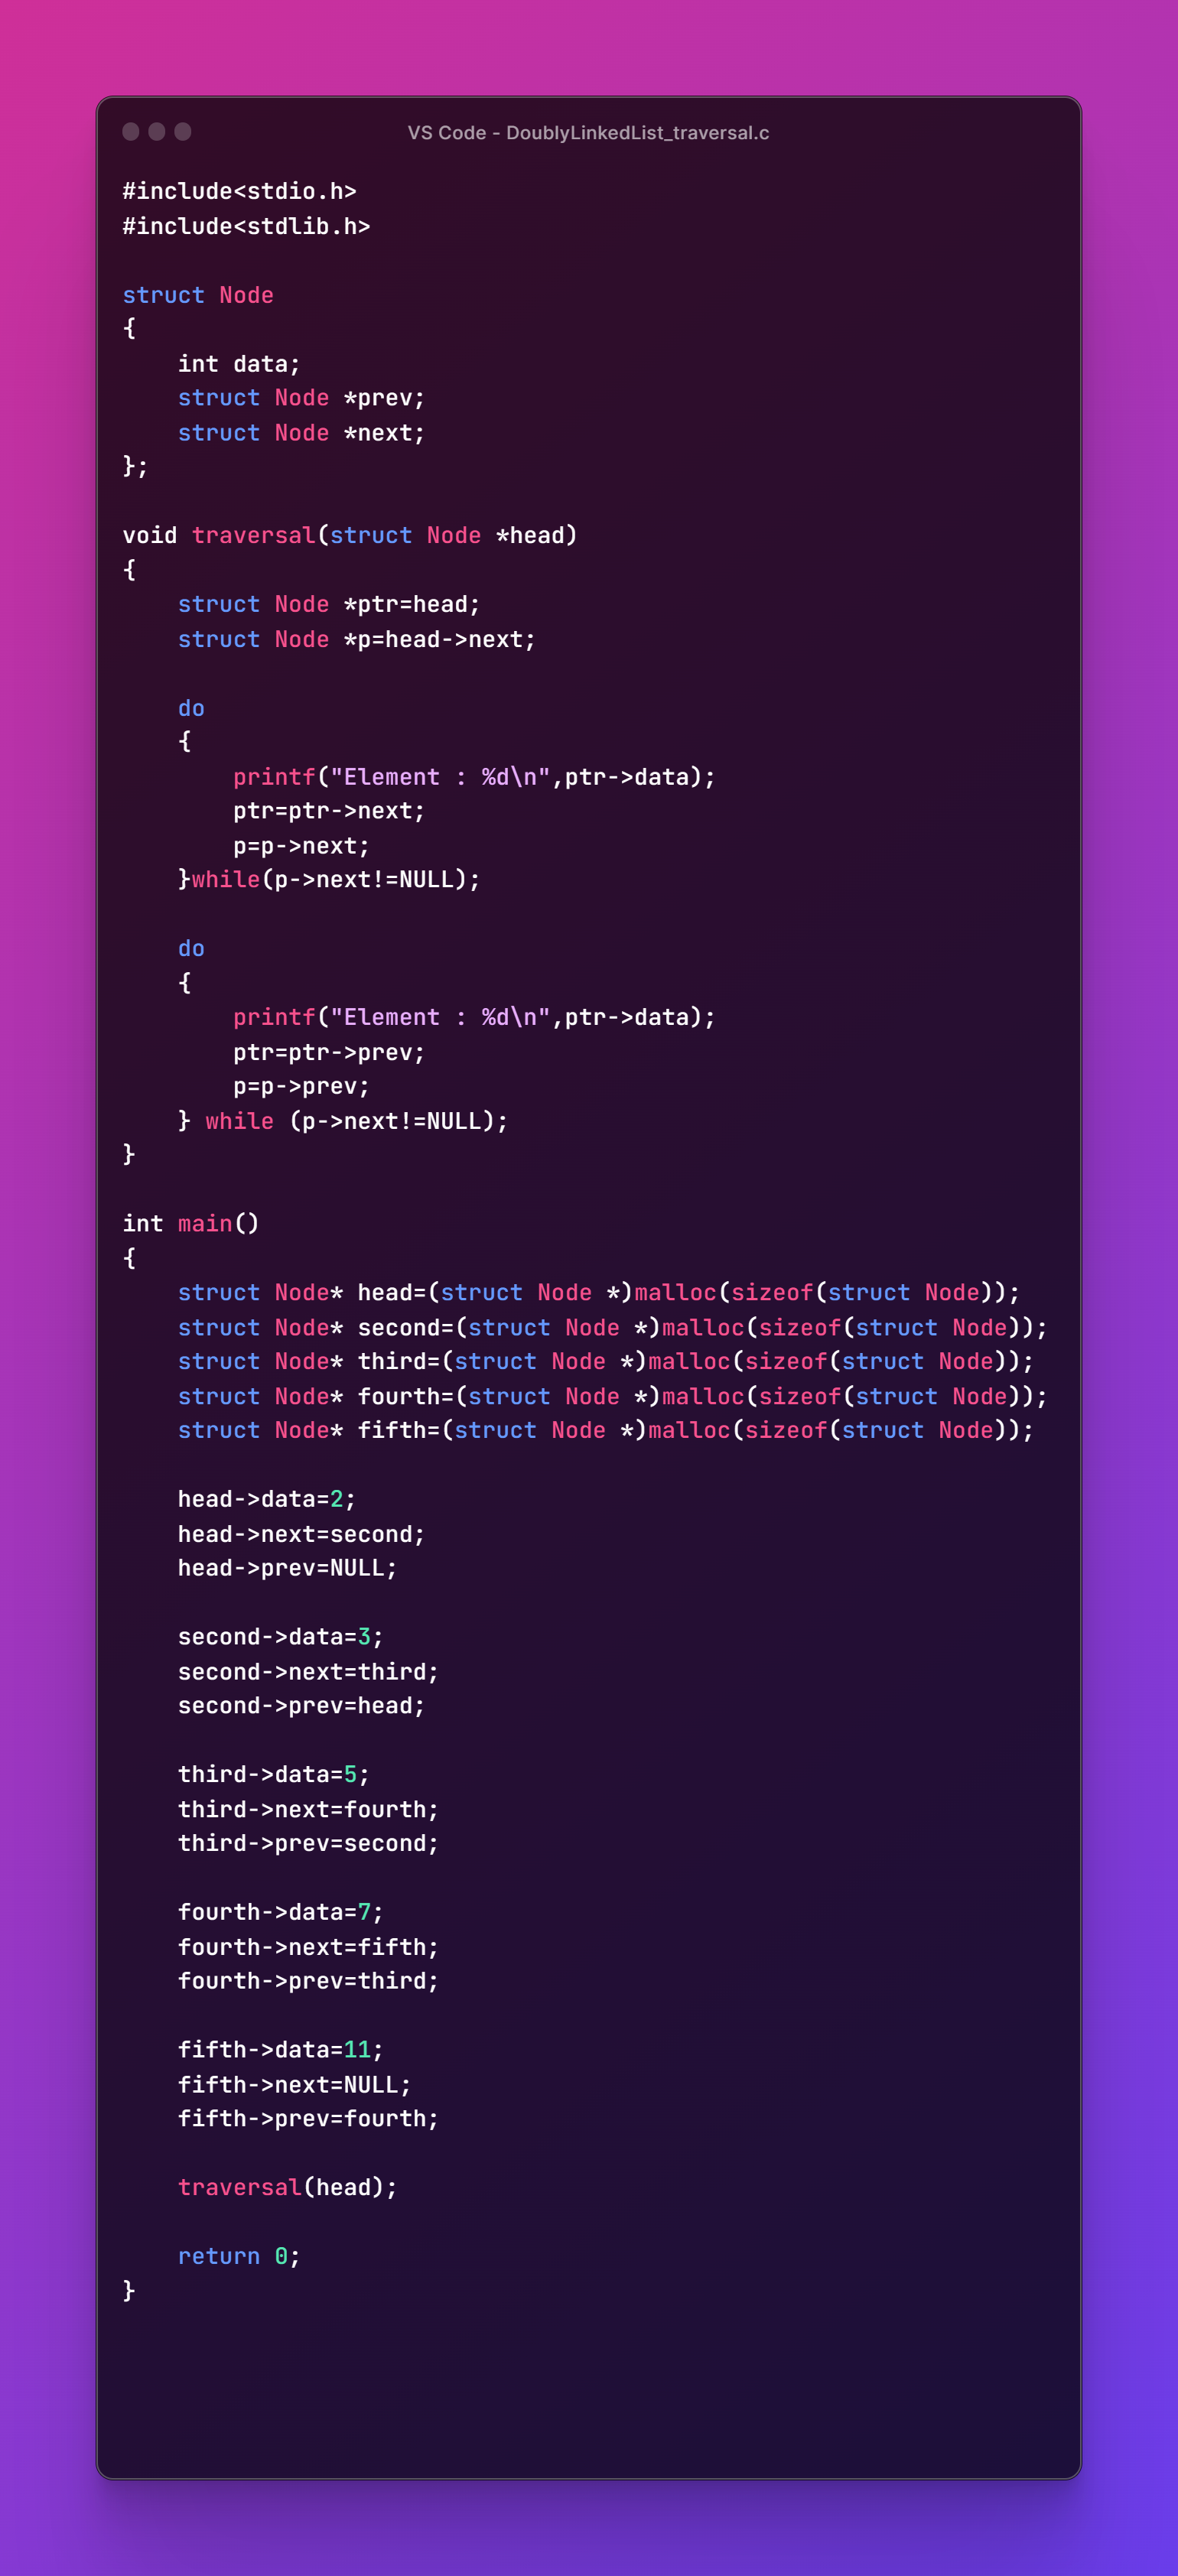 VS Code - DoublyLinkedList_traversal.c
#include<stdio.h>
#include<stdlib.h>

struct Node
{
    int data;
    struct Node *prev;
    struct Node *next;
};

void traversal(struct Node *head)
{
    struct Node *ptr=head;
    struct Node *p=head->next;

    do
    {
        printf("Element : %d\n",ptr->data);
        ptr=ptr->next;
        p=p->next;
    }while(p->next!=NULL);

    do
    {
        printf("Element : %d\n",ptr->data);
        ptr=ptr->prev;
        p=p->prev;
    } while (p->next!=NULL);
}

int main()
{
    struct Node* head=(struct Node *)malloc(sizeof(struct Node));
    struct Node* second=(struct Node *)malloc(sizeof(struct Node));
    struct Node* third=(struct Node *)malloc(sizeof(struct Node));
    struct Node* fourth=(struct Node *)malloc(sizeof(struct Node));
    struct Node* fifth=(struct Node *)malloc(sizeof(struct Node));

    head->data=2;
    head->next=second;
    head->prev=NULL;

    second->data=3;
    second->next=third;
    second->prev=head;

    third->data=5;
    third->next=fourth;
    third->prev=second;

    fourth->data=7;
    fourth->next=fifth;
    fourth->prev=third;

    fifth->data=11;
    fifth->next=NULL;
    fifth->prev=fourth;

    traversal(head);

    return 0;
}